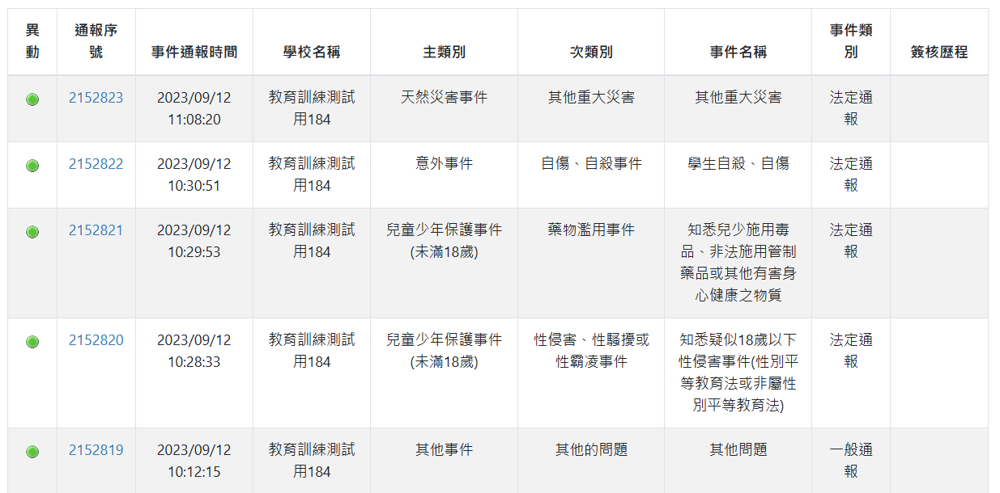 異動 通報序號 事件通報時間 學校名稱 主類別 次類別 事件名稱 事件類別 簽核歷程
2152823 2023/09/12 11:08:20 教育訓練測試用184 天然災害事件 其他重大災害 其他重大災害 法定通報
2152822 2023/09/12 10:30:51 教育訓練測試用184 意外事件 自傷、自殺事件 學生自殺、自傷 法定通報
2152821 2023/09/12 10:29:53 教育訓練測試用184 兒童少年保護事件(未滿18歲) 藥物濫用事件 知悉兒少施用毒品、非法施用管制藥品或其他有害身心健康之物質 法定通報
2152820 2023/09/12 10:28:33 教育訓練測試用184 兒童少年保護事件(未滿18歲) 性侵害、性騷擾或性霸凌事件 知悉疑似18歲以下性侵害事件(性別平等教育法或非屬性別平等教育法) 法定通報
2152819 2023/09/12 10:12:15 教育訓練測試用184 其他事件 其他的問題 其他問題 一般通報